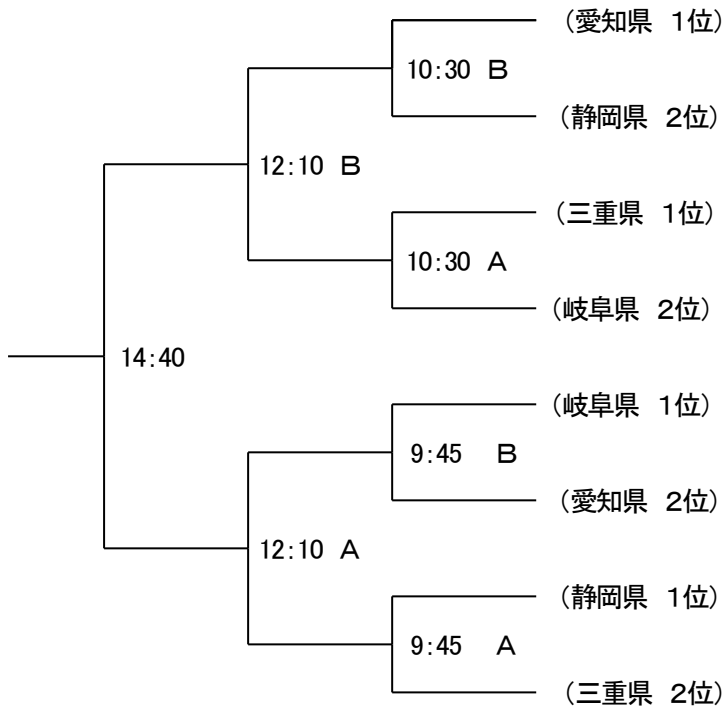 （愛知県　1位）
10:30 B
（静岡県　2位）
12:10 B
（三重県　1位）
10:30 A
（岐阜県　2位）
14:40
（岐阜県　1位）
9:45　B
（愛知県　2位）
12:10 A
（静岡県　1位）
9:45　A
（三重県　2位）